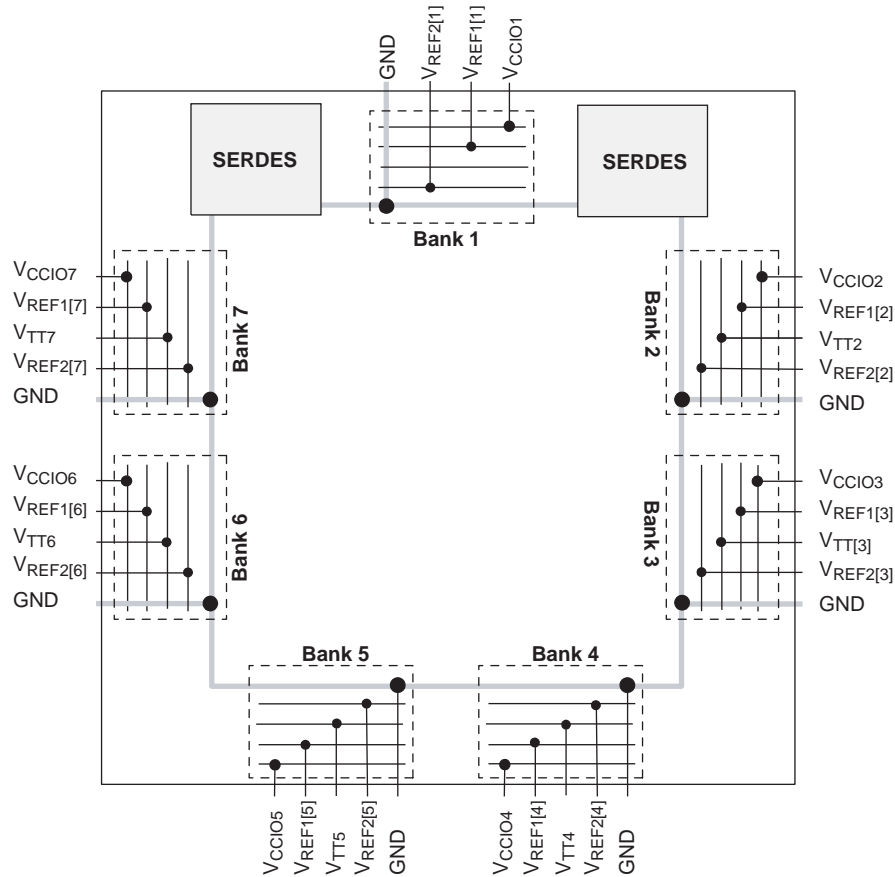 GND
VREF2[1]
VREF1[1]
VCCIO1
SERDES
SERDES
Bank 1
VCCIO7
VREF1[7]
VTT7
VREF2[7]
GND
Bank 7
Bank 2
VCCIO2
VREF1[2]
VTT2
VREF2[2]
GND
VCCIO6
VREF1[6]
VTT6
VREF2[6]
GND
Bank 6
Bank 3
VCCIO3
VREF1[3]
VTT[3]
VREF2[3]
GND
Bank 5
Bank 4
VCCIO5
VREF1[5]
VTT5
VREF2[5]
GND
VCCIO4
VREF1[4]
VTT4
VREF2[4]
GND